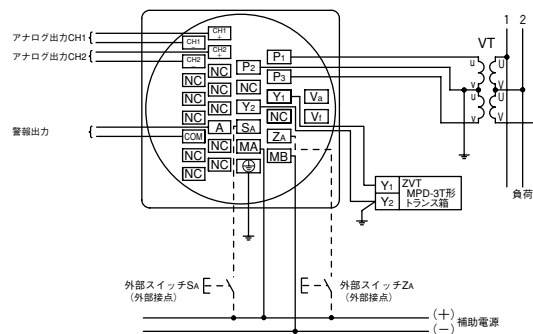 1 2
アナログ出力CH1
アナログ出力CH2
警報出力
CH1 +
CH1 −
CH2 +
CH2 −
NC
NC
NC
NC
NC
NC
NC
A
COM
NC
NC
NC
NC
P1
P2
P3
NC
Y1
Va
Y2
NC
Vf
SA
ZA
MA
MB
VT
u U
v V
u U
v V
負荷
Y1 ZVT
MPD-3T形
Y2 トランス箱
外部スイッチSA
(外部接点)
外部スイッチZA
(外部接点)
(+)
補助電源
(−)